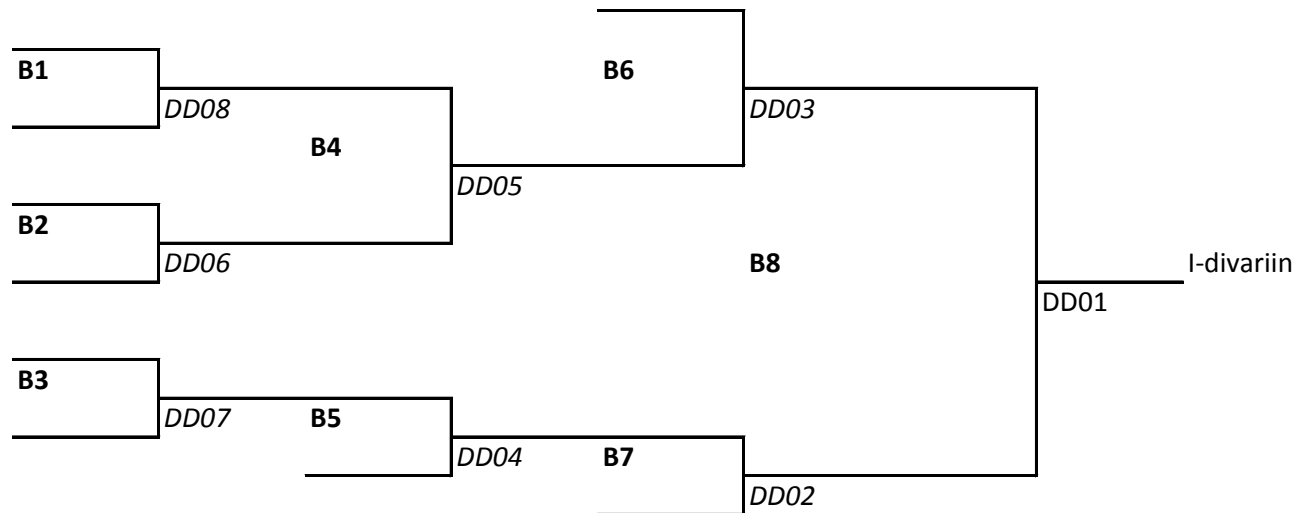 B1
B6
DD08
DD03
B4
DD05
B2
DD06
B8
I-divariin
DD01
B3
DD07
B5
DD04
B7
DD02